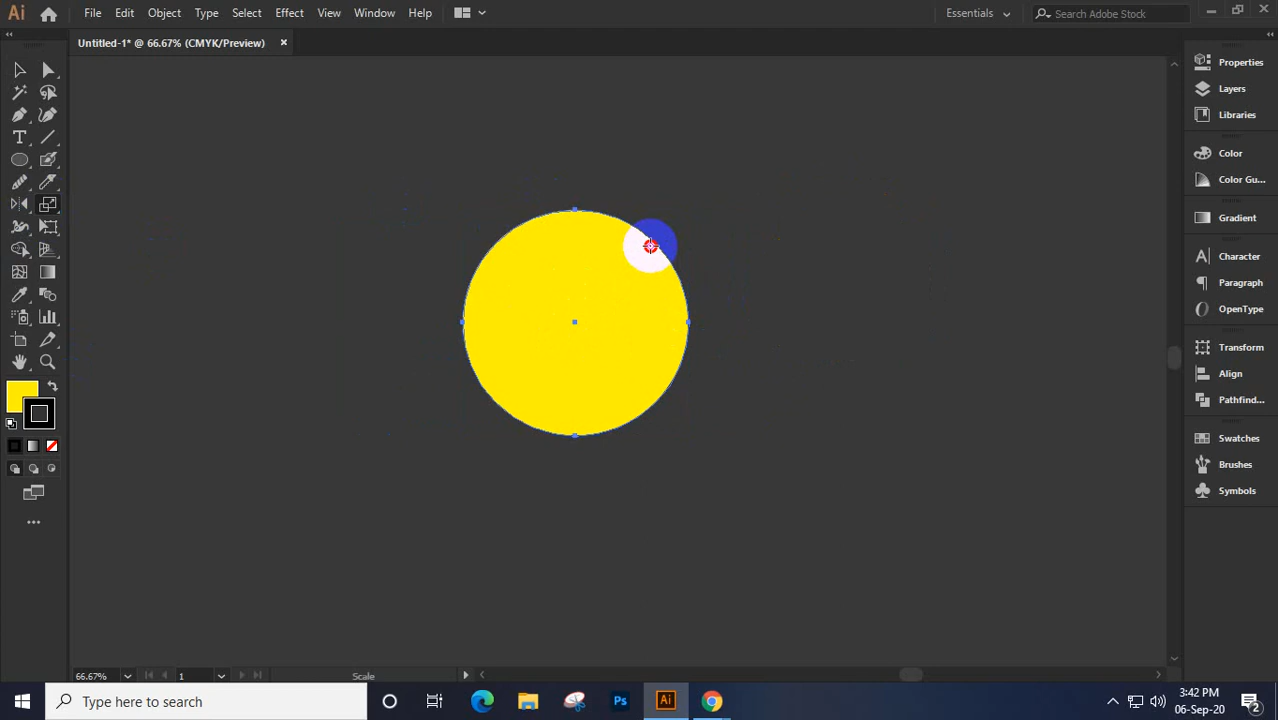 Ai File Edit Object Type Select Effect View Window Help Essentials Search Adobe Stock
Untitled-1* @ 66.67% (CMYK/Preview)
Properties
Layers
Libraries
Color
Color Gu...
Gradient
Character
Paragraph
OpenType
Transform
Align
Pathfind...
Swatches
Brushes
Symbols
T
66.67% 1 Scale
Type here to search Ps Ai 3:42 PM
06-Sep-20 2